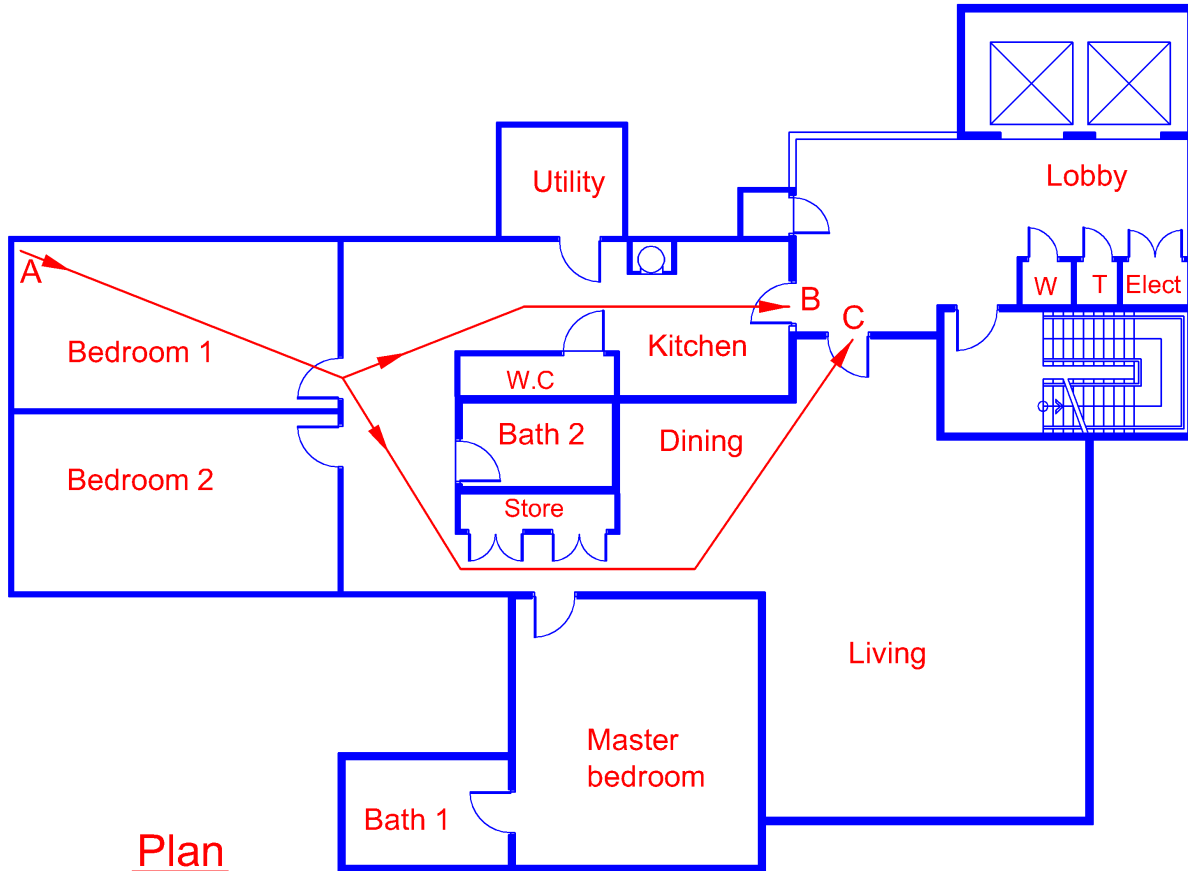 Lobby
Utility
A
W
T
Elect
B
C
Bedroom 1
Kitchen
W.C
Bath 2
Dining
Bedroom 2
Store
Living
Master
bedroom
Bath 1
Plan